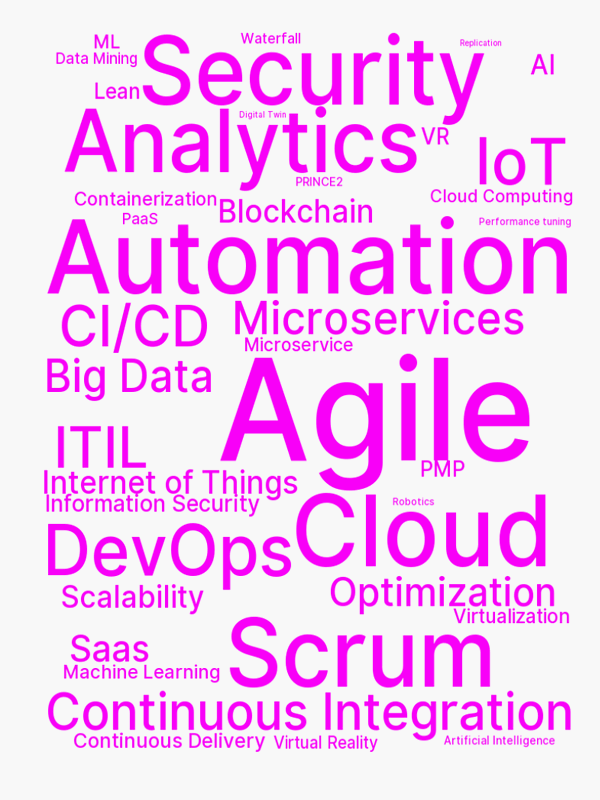 ML
Waterfall
Replication
Data Mining
Security
AI
Lean
Digital Twin
Analytics
VR
IoT
PRINCE2
Containerization
Cloud Computing
Blockchain
PaaS
Performance tuning
Automation
CI/CD
Microservices
Microservice
Big Data
Agile
ITIL
PMP
Internet of Things
Information Security
Robotics
Cloud
DevOps
Scalability
Optimization
Virtualization
Saas
Scrum
Machine Learning
Continuous Integration
Continuous Delivery
Virtual Reality
Artificial Intelligence